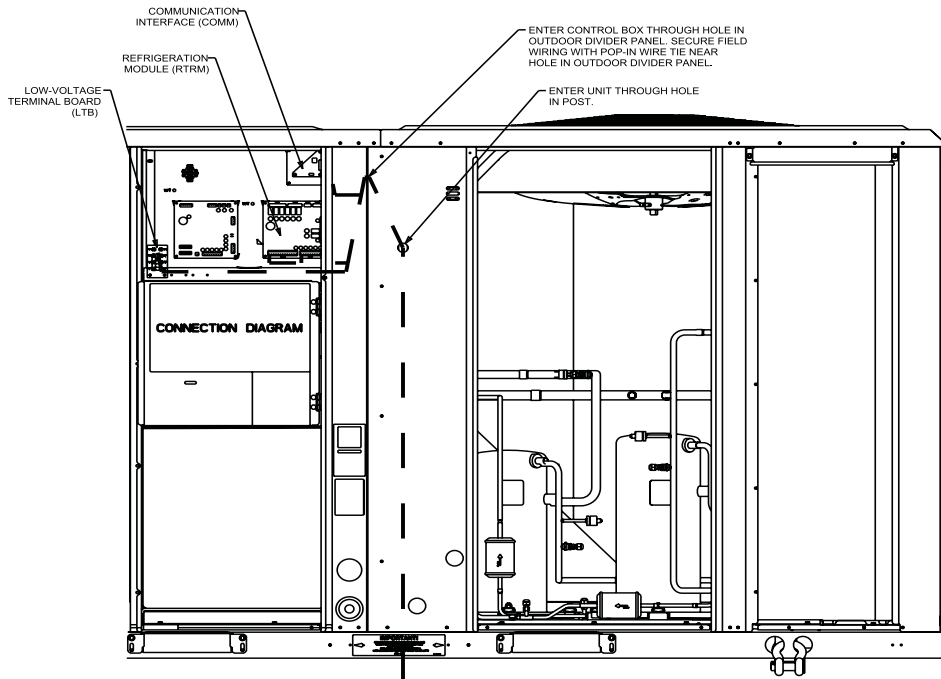 COMMUNICATION
INTERFACE (COMM)
REFRIGERATION
MODULE (RTRM)
LOW-VOLTAGE
TERMINAL BOARD
(LTB)
ENTER CONTROL BOX THROUGH HOLE IN
OUTDOOR DIVIDER PANEL. SECURE FIELD
WIRING WITH POP-IN WIRE TIE NEAR
HOLE IN OUTDOOR DIVIDER PANEL.
ENTER UNIT THROUGH HOLE
IN POST.
CONNECTION DIAGRAM
IMPORTANT!